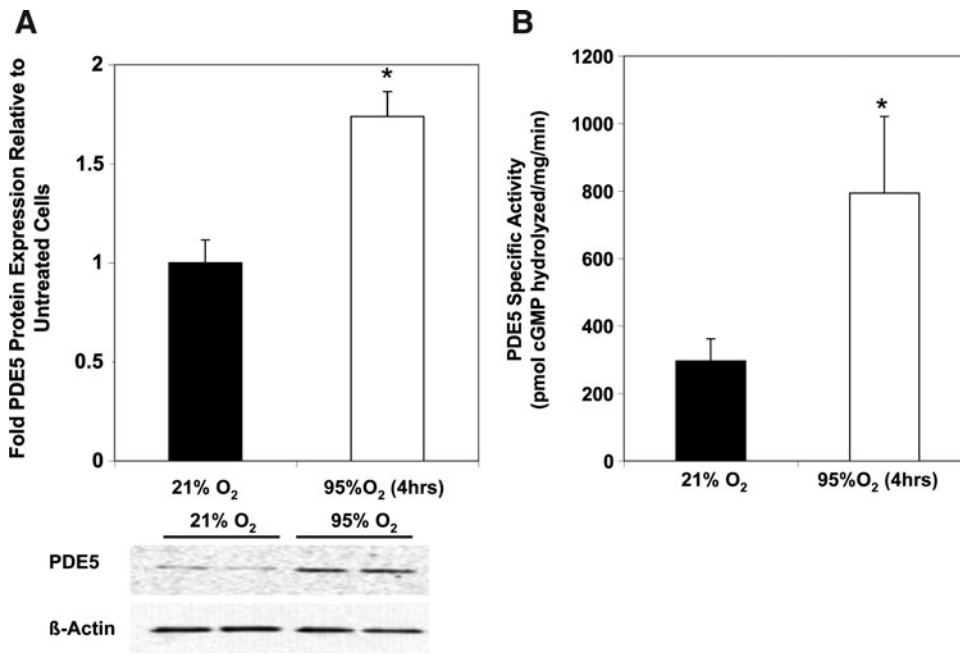 A
Fold PDE5 Protein Expression Relative to
Untreated Cells
2
1.5
1
0.5
0
*
21% O₂
95%O₂ (4hrs)
21% O₂
95% O₂
PDE5
ß-Actin
B
PDE5 Specific Activity
(pmol cGMP hydrolyzed/mg/min)
1200
1000
800
600
400
200
0
*
21% O₂
95%O₂ (4hrs)